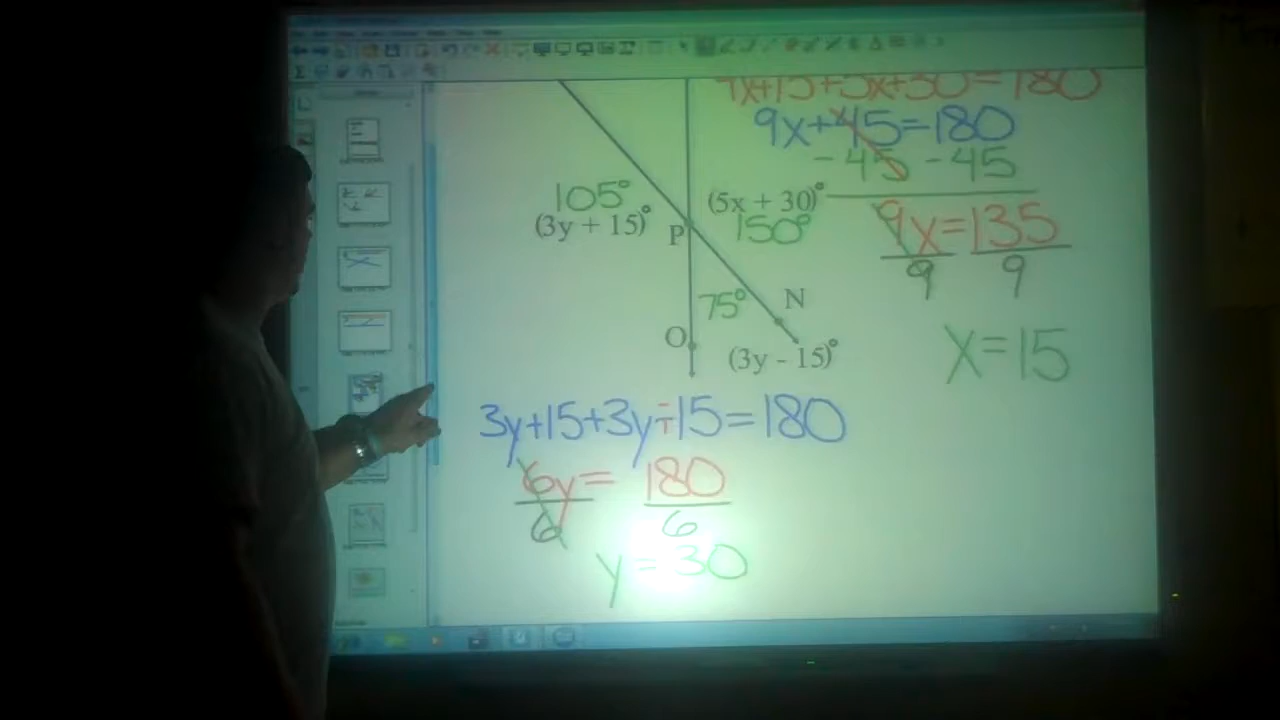 4x+15+5x+30=180
9x+45=180
-45 -45
105°
(5x + 30)°
(3y + 15)°
P
150°
9x=135
9 9
75°
N
O
(3y - 15)°
x=15
3y+15+3y-15=180
6y= 180
6 6
y=30